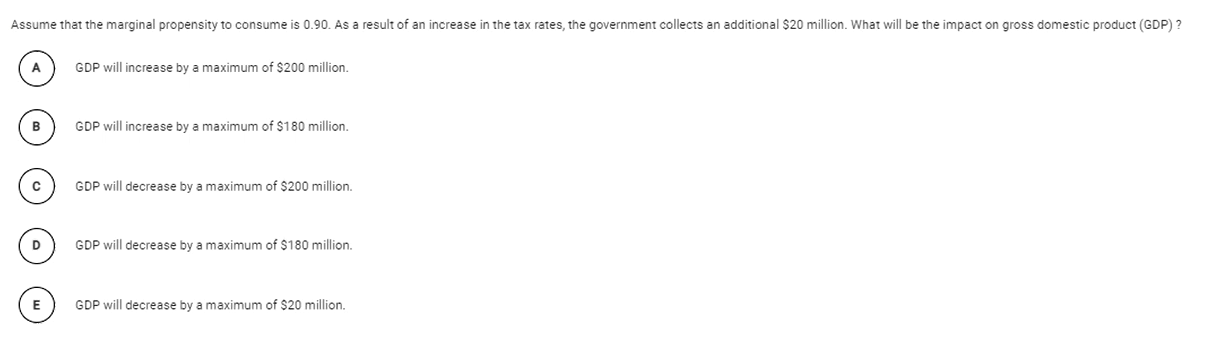 Assume that the marginal propensity to consume is 0.90. As a result of an increase in the tax rates, the government collects an additional $20 million. What will be the impact on gross domestic product (GDP) ?
A GDP will increase by a maximum of $200 million.
B GDP will increase by a maximum of $180 million.
C GDP will decrease by a maximum of $200 million.
D GDP will decrease by a maximum of $180 million.
E GDP will decrease by a maximum of $20 million.